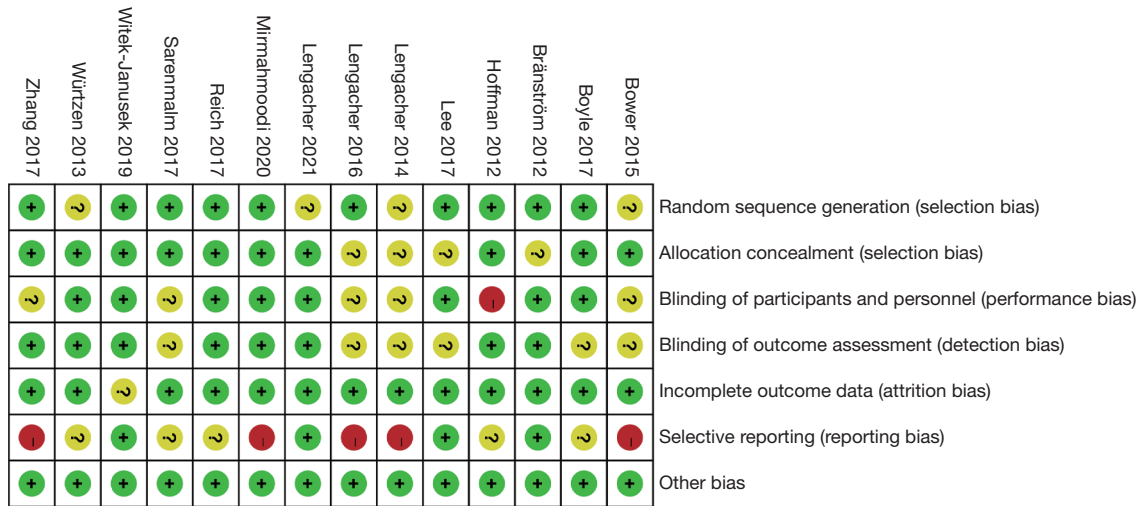 Zhang 2017
Würtzen 2013
Witek-Janusek 2019
Sarenmalm 2017
Reich 2017
Mirmahmoodi 2020
Lengacher 2021
Lengacher 2016
Lengacher 2014
Lee 2017
Hoffman 2012
Bränström 2012
Boyle 2017
Bower 2015
+ ? + + + + ? + ? + + + + ? Random sequence generation (selection bias)
+ + + + + + + ? ? ? + ? + + Allocation concealment (selection bias)
? + + ? + + + ? ? + – + + ? Blinding of participants and personnel (performance bias)
+ + + ? + + + ? ? ? + + ? ? Blinding of outcome assessment (detection bias)
+ + ? + + + + + + + + + + + Incomplete outcome data (attrition bias)
– ? + ? ? – + – – + ? + ? – Selective reporting (reporting bias)
+ + + + + + + + + + + + + + Other bias